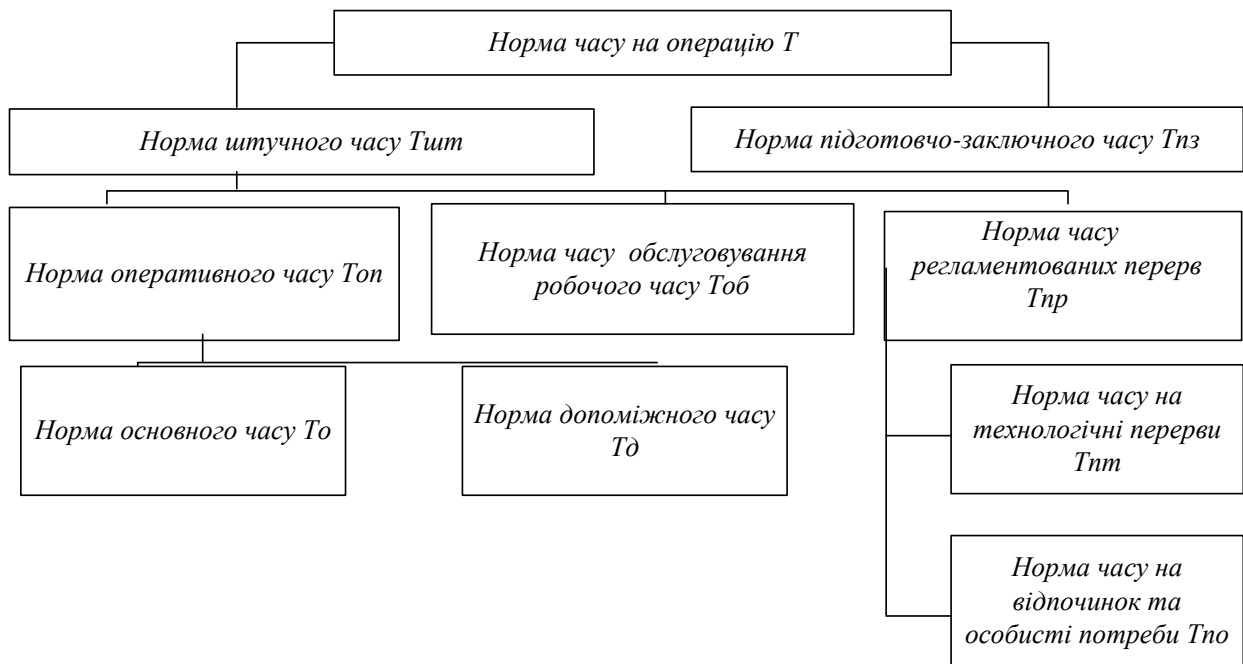 Норма часу на операцію Т
Норма штучного часу Тшт
Норма підготовчо-заключного часу Тпз
Норма оперативного часу Топ
Норма часу обслуговування
робочого часу Тоб
Норма часу
регламентованих перерв
Тпр
Норма основного часу То
Норма допоміжного часу
Тд
Норма часу на
технологічні перерви
Тпт
Норма часу на
відпочинок та
особисті потреби Тпо